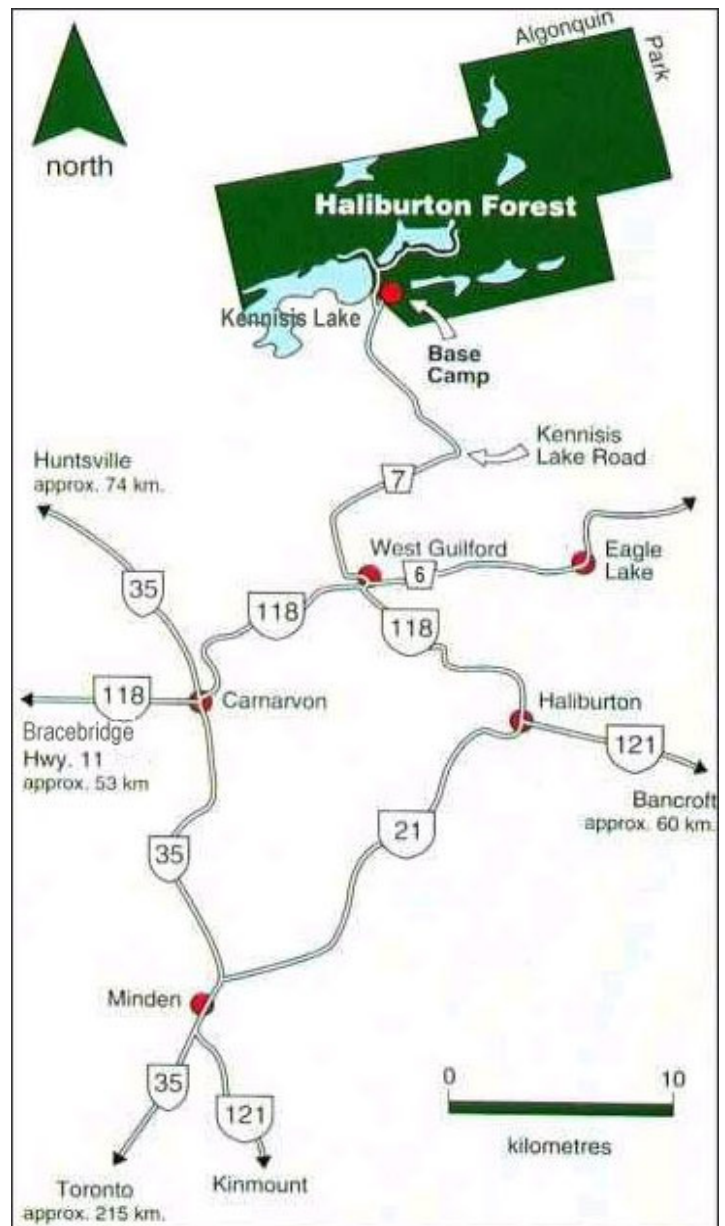 Algonquin
Park
north
Haliburton Forest
Kennisis Lake
Base
Camp
Kennisis
Lake Road
Huntsville
approx. 74 km.
7
West Guilford
6
Eagle
Lake
35
118
118
118
Carnarvon
Haliburton
Bracebridge
Hwy. 11
approx. 53 km
121
Bancroft
approx. 60 km.
21
35
Minden
35
121
0 10
kilometres
Toronto
approx. 215 km.
Kinmount